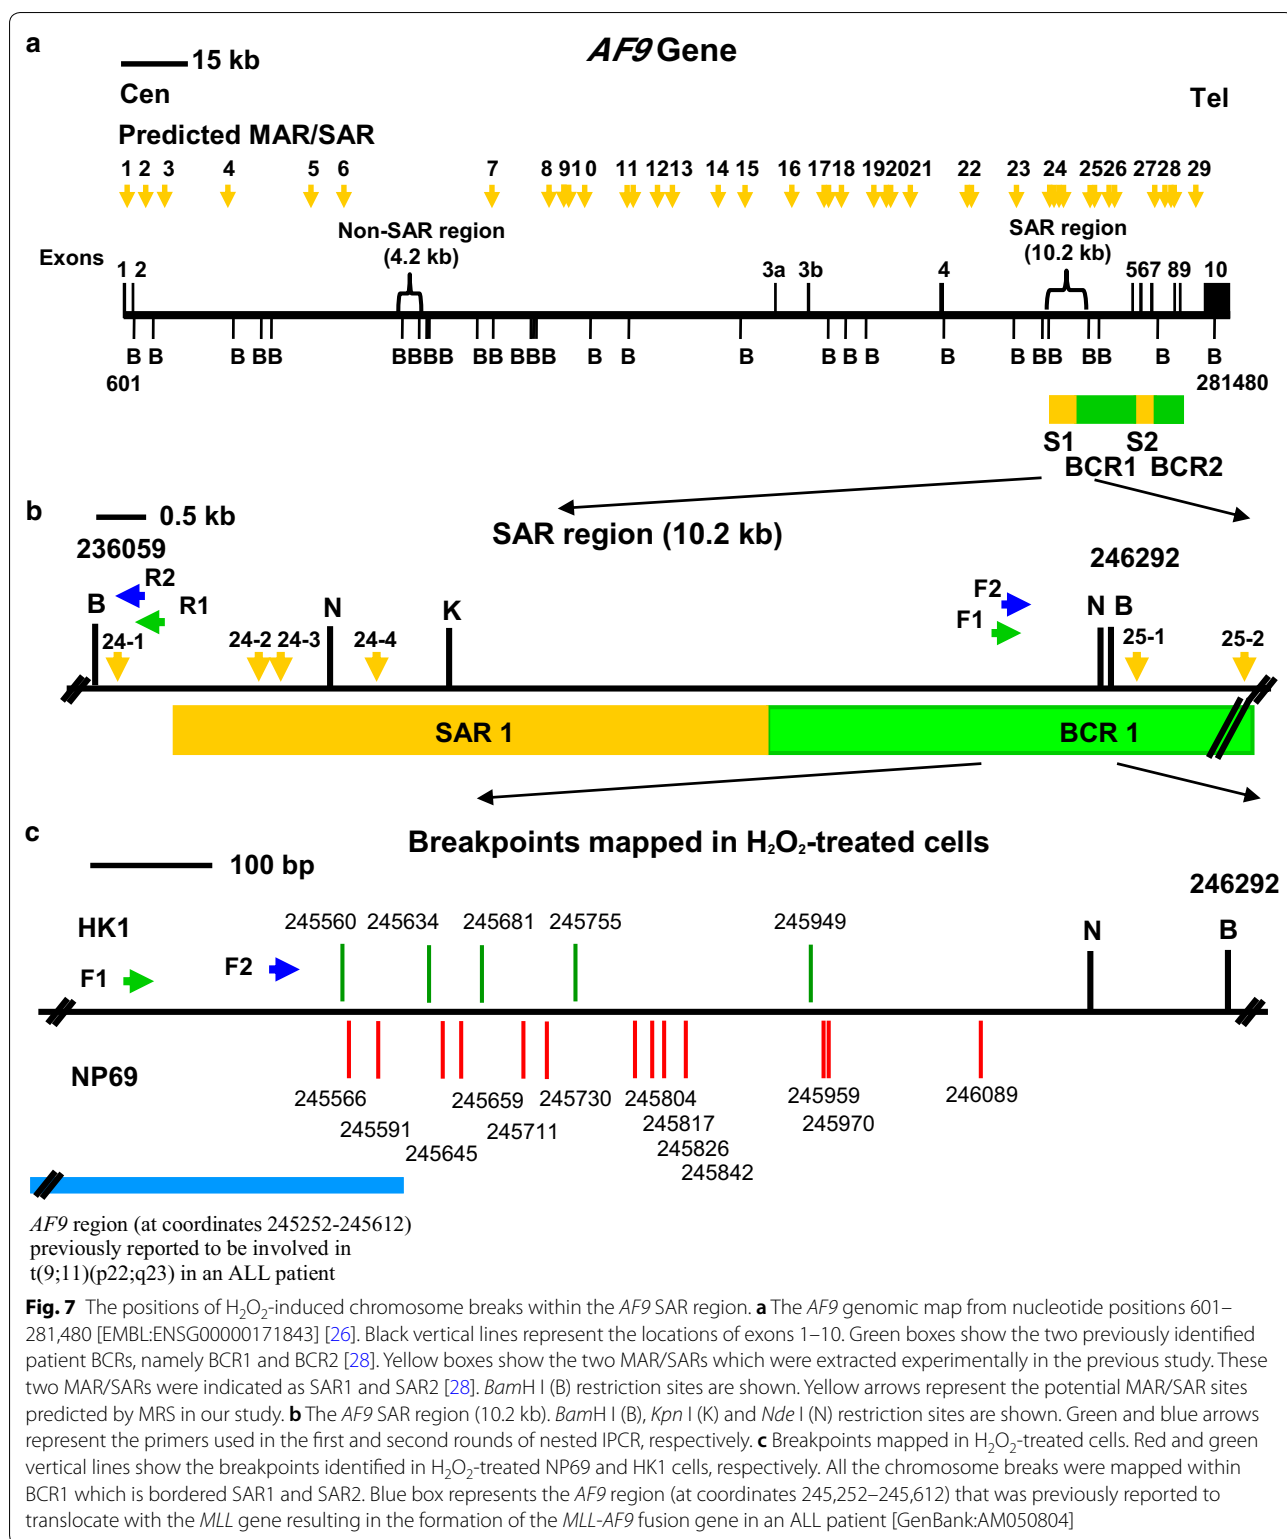 a
AF9 Gene
15 kb
Cen
Tel
Predicted MAR/SAR
1 2 3 4 5 6 7 8 9 10 11 12 13 14 15 16 17 18 19 20 21 22 23 24 25 26 27 28 29
Non-SAR region
(4.2 kb)
SAR region
(10.2 kb)
Exons
1 2 3a 3b 4 5 6 7 8 9 10
B B B B B B B B B B B B B B B B B B B B B B B B B B B B B
601
281480
S1 S2
BCR1 BCR2
b
0.5 kb
SAR region (10.2 kb)
236059
246292
R2
R1
F2
F1
B N K N B
24-1 24-2 24-3 24-4 25-1 25-2
SAR 1
BCR 1
c
Breakpoints mapped in H₂O₂-treated cells
100 bp
246292
HK1
245560 245634 245681 245755 245949
N B
F1
F2
NP69
245566 245659 245730 245804 245959 246089
245591 245711 245817 245970
245645 245826
245842
AF9 region (at coordinates 245252-245612)
previously reported to be involved in
t(9;11)(p22;q23) in an ALL patient
Fig. 7 The positions of H₂O₂-induced chromosome breaks within the AF9 SAR region. a The AF9 genomic map from nucleotide positions 601–
281,480 [EMBL:ENSG00000171843] [26]. Black vertical lines represent the locations of exons 1–10. Green boxes show the two previously identified
patient BCRs, namely BCR1 and BCR2 [28]. Yellow boxes show the two MAR/SARs which were extracted experimentally in the previous study. These
two MAR/SARs were indicated as SAR1 and SAR2 [28]. BamH I (B) restriction sites are shown. Yellow arrows represent the potential MAR/SAR sites
predicted by MRS in our study. b The AF9 SAR region (10.2 kb). BamH I (B), Kpn I (K) and Nde I (N) restriction sites are shown. Green and blue arrows
represent the primers used in the first and second rounds of nested IPCR, respectively. c Breakpoints mapped in H₂O₂-treated cells. Red and green
vertical lines show the breakpoints identified in H₂O₂-treated NP69 and HK1 cells, respectively. All the chromosome breaks were mapped within
BCR1 which is bordered SAR1 and SAR2. Blue box represents the AF9 region (at coordinates 245,252–245,612) that was previously reported to
translocate with the MLL gene resulting in the formation of the MLL-AF9 fusion gene in an ALL patient [GenBank:AM050804]